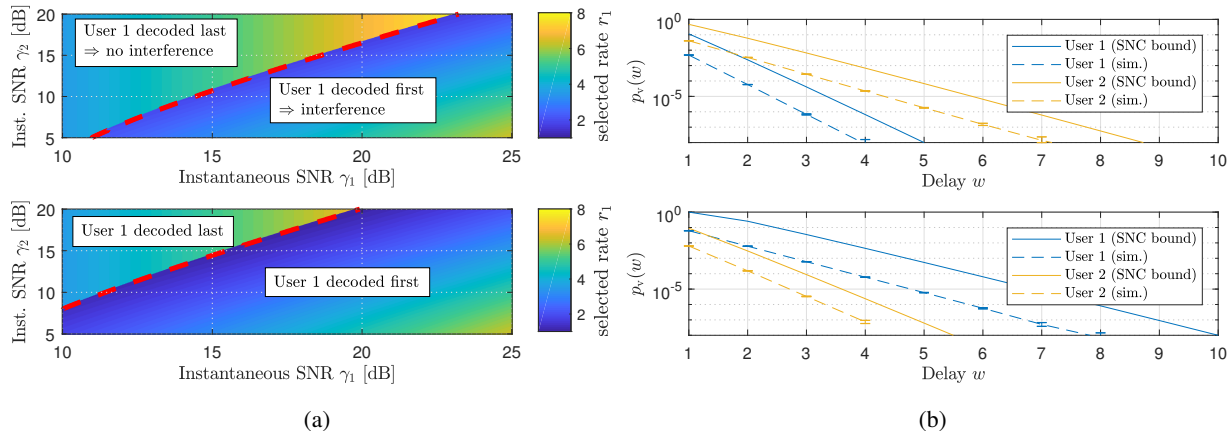 User 1 decoded last
⇒ no interference
User 1 decoded first
⇒ interference
20
15
10
5
10
15
20
25
Inst. SNR γ₂ [dB]
Instantaneous SNR γ₁ [dB]
8
6
4
2
selected rate r₁
User 1 decoded last
User 1 decoded first
20
15
10
5
10
15
20
25
Inst. SNR γ₂ [dB]
Instantaneous SNR γ₁ [dB]
8
6
4
2
selected rate r₁
(a)
10⁰
10⁻⁵
pᵥ(w)
User 1 (SNC bound)
User 1 (sim.)
User 2 (SNC bound)
User 2 (sim.)
1 2 3 4 5 6 7 8 9 10
Delay w
10⁰
10⁻⁵
pᵥ(w)
User 1 (SNC bound)
User 1 (sim.)
User 2 (SNC bound)
User 2 (sim.)
1 2 3 4 5 6 7 8 9 10
Delay w
(b)